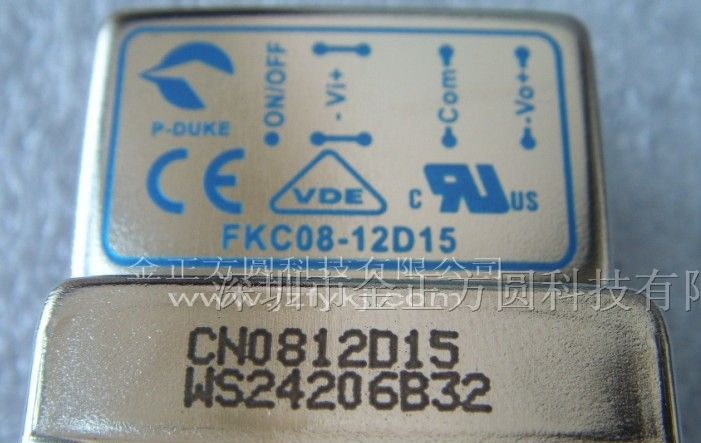 P-DUKE
ON/OFF
- Vi+
Com
-Vo+
CE
VDE
C RU US
FKC08-12D15
深圳市金正方圆科技有限
CN0812D15
WS24206B32